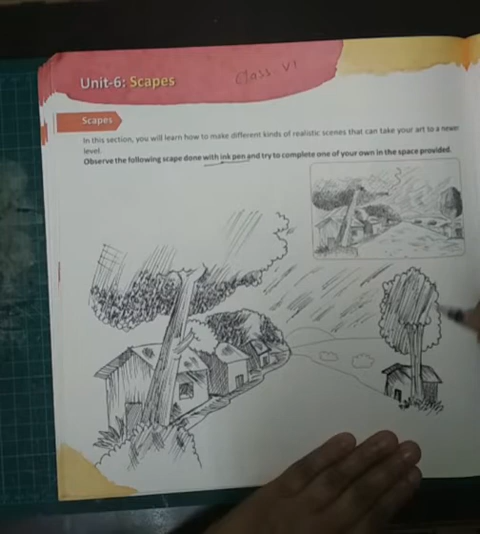 Unit-6: Scapes
Class - VI
Scapes
In this section, you will learn how to make different kinds of realistic scenes that can take your art to a newer
level.
Observe the following scape done with ink pen and try to complete one of your own in the space provided.